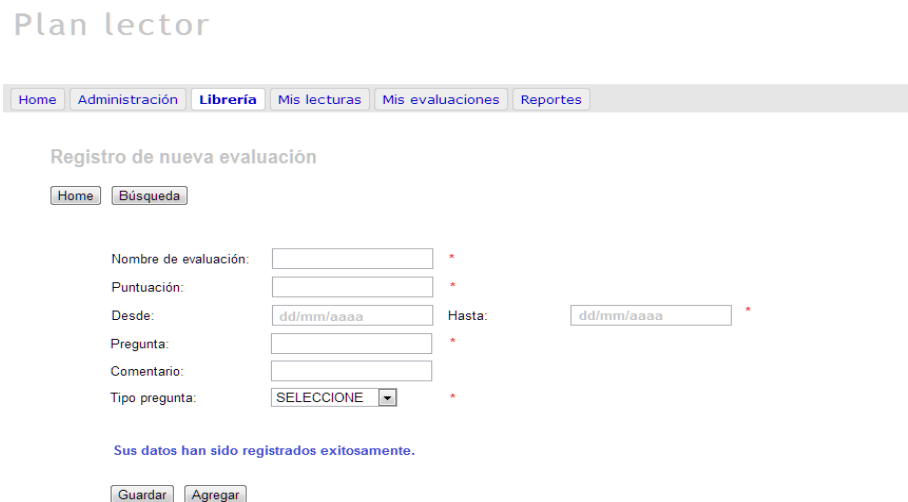 Plan lector
Home Administración Librería Mis lecturas Mis evaluaciones Reportes
Registro de nueva evaluación
Home Búsqueda
Nombre de evaluación: *
Puntuación: *
Desde: dd/mm/aaaa Hasta: dd/mm/aaaa *
Pregunta: *
Comentario:
Tipo pregunta: SELECCIONE *
Sus datos han sido registrados exitosamente.
Guardar Agregar